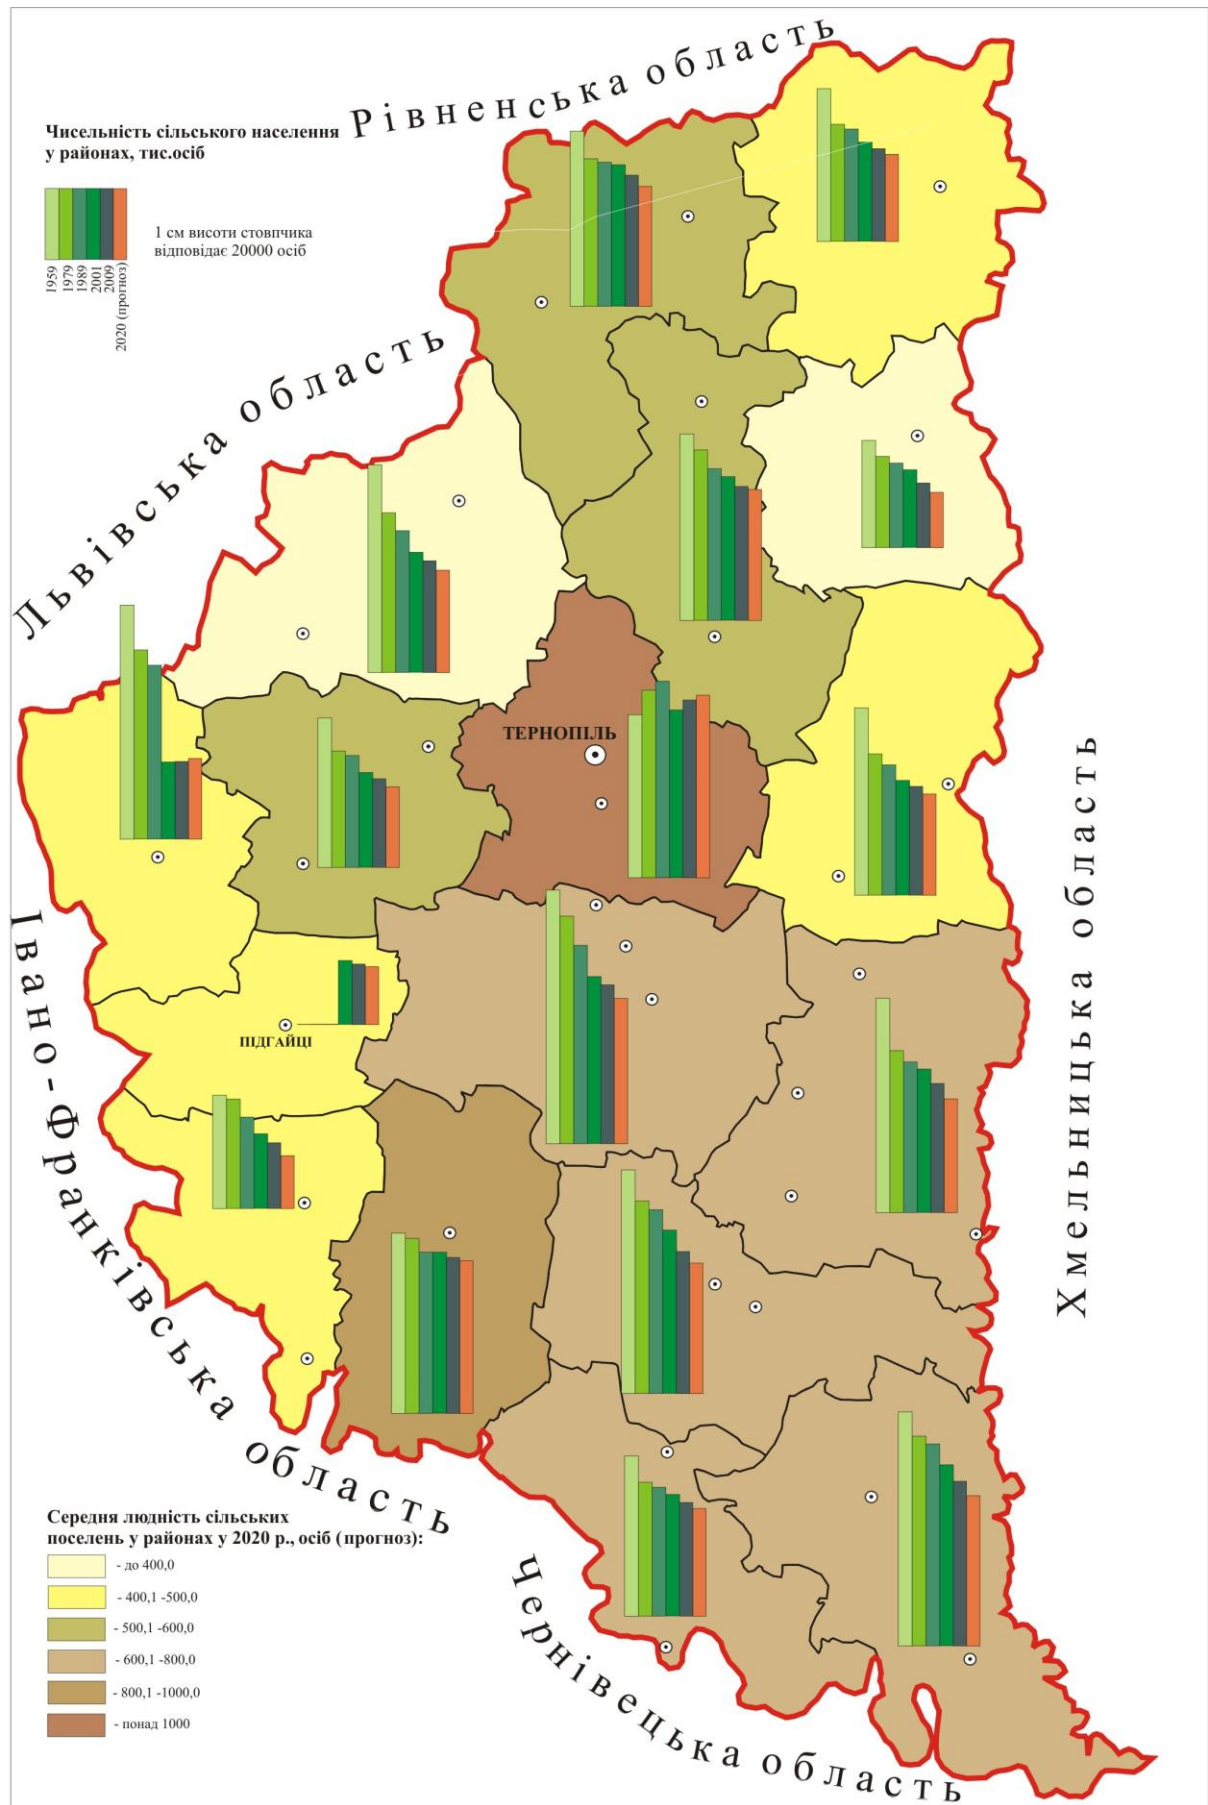 Рівненська область
Чисельність сільського населення
у районах, тис.осіб
1 см висоти стовпчика
відповідає 20000 осіб
1959
1979
1989
2001
2009
2020 (прогноз)
Львівська область
ТЕРНОПІЛЬ
Хмельницька область
Івано-Франківська область
ПІДГАЙЦІ
Середня людність сільських
поселень у районах у 2020 р., осіб (прогноз):
- до 400,0
- 400,1 -500,0
- 500,1 -600,0
- 600,1 -800,0
- 800,1 -1000,0
- понад 1000
Чернівецька область